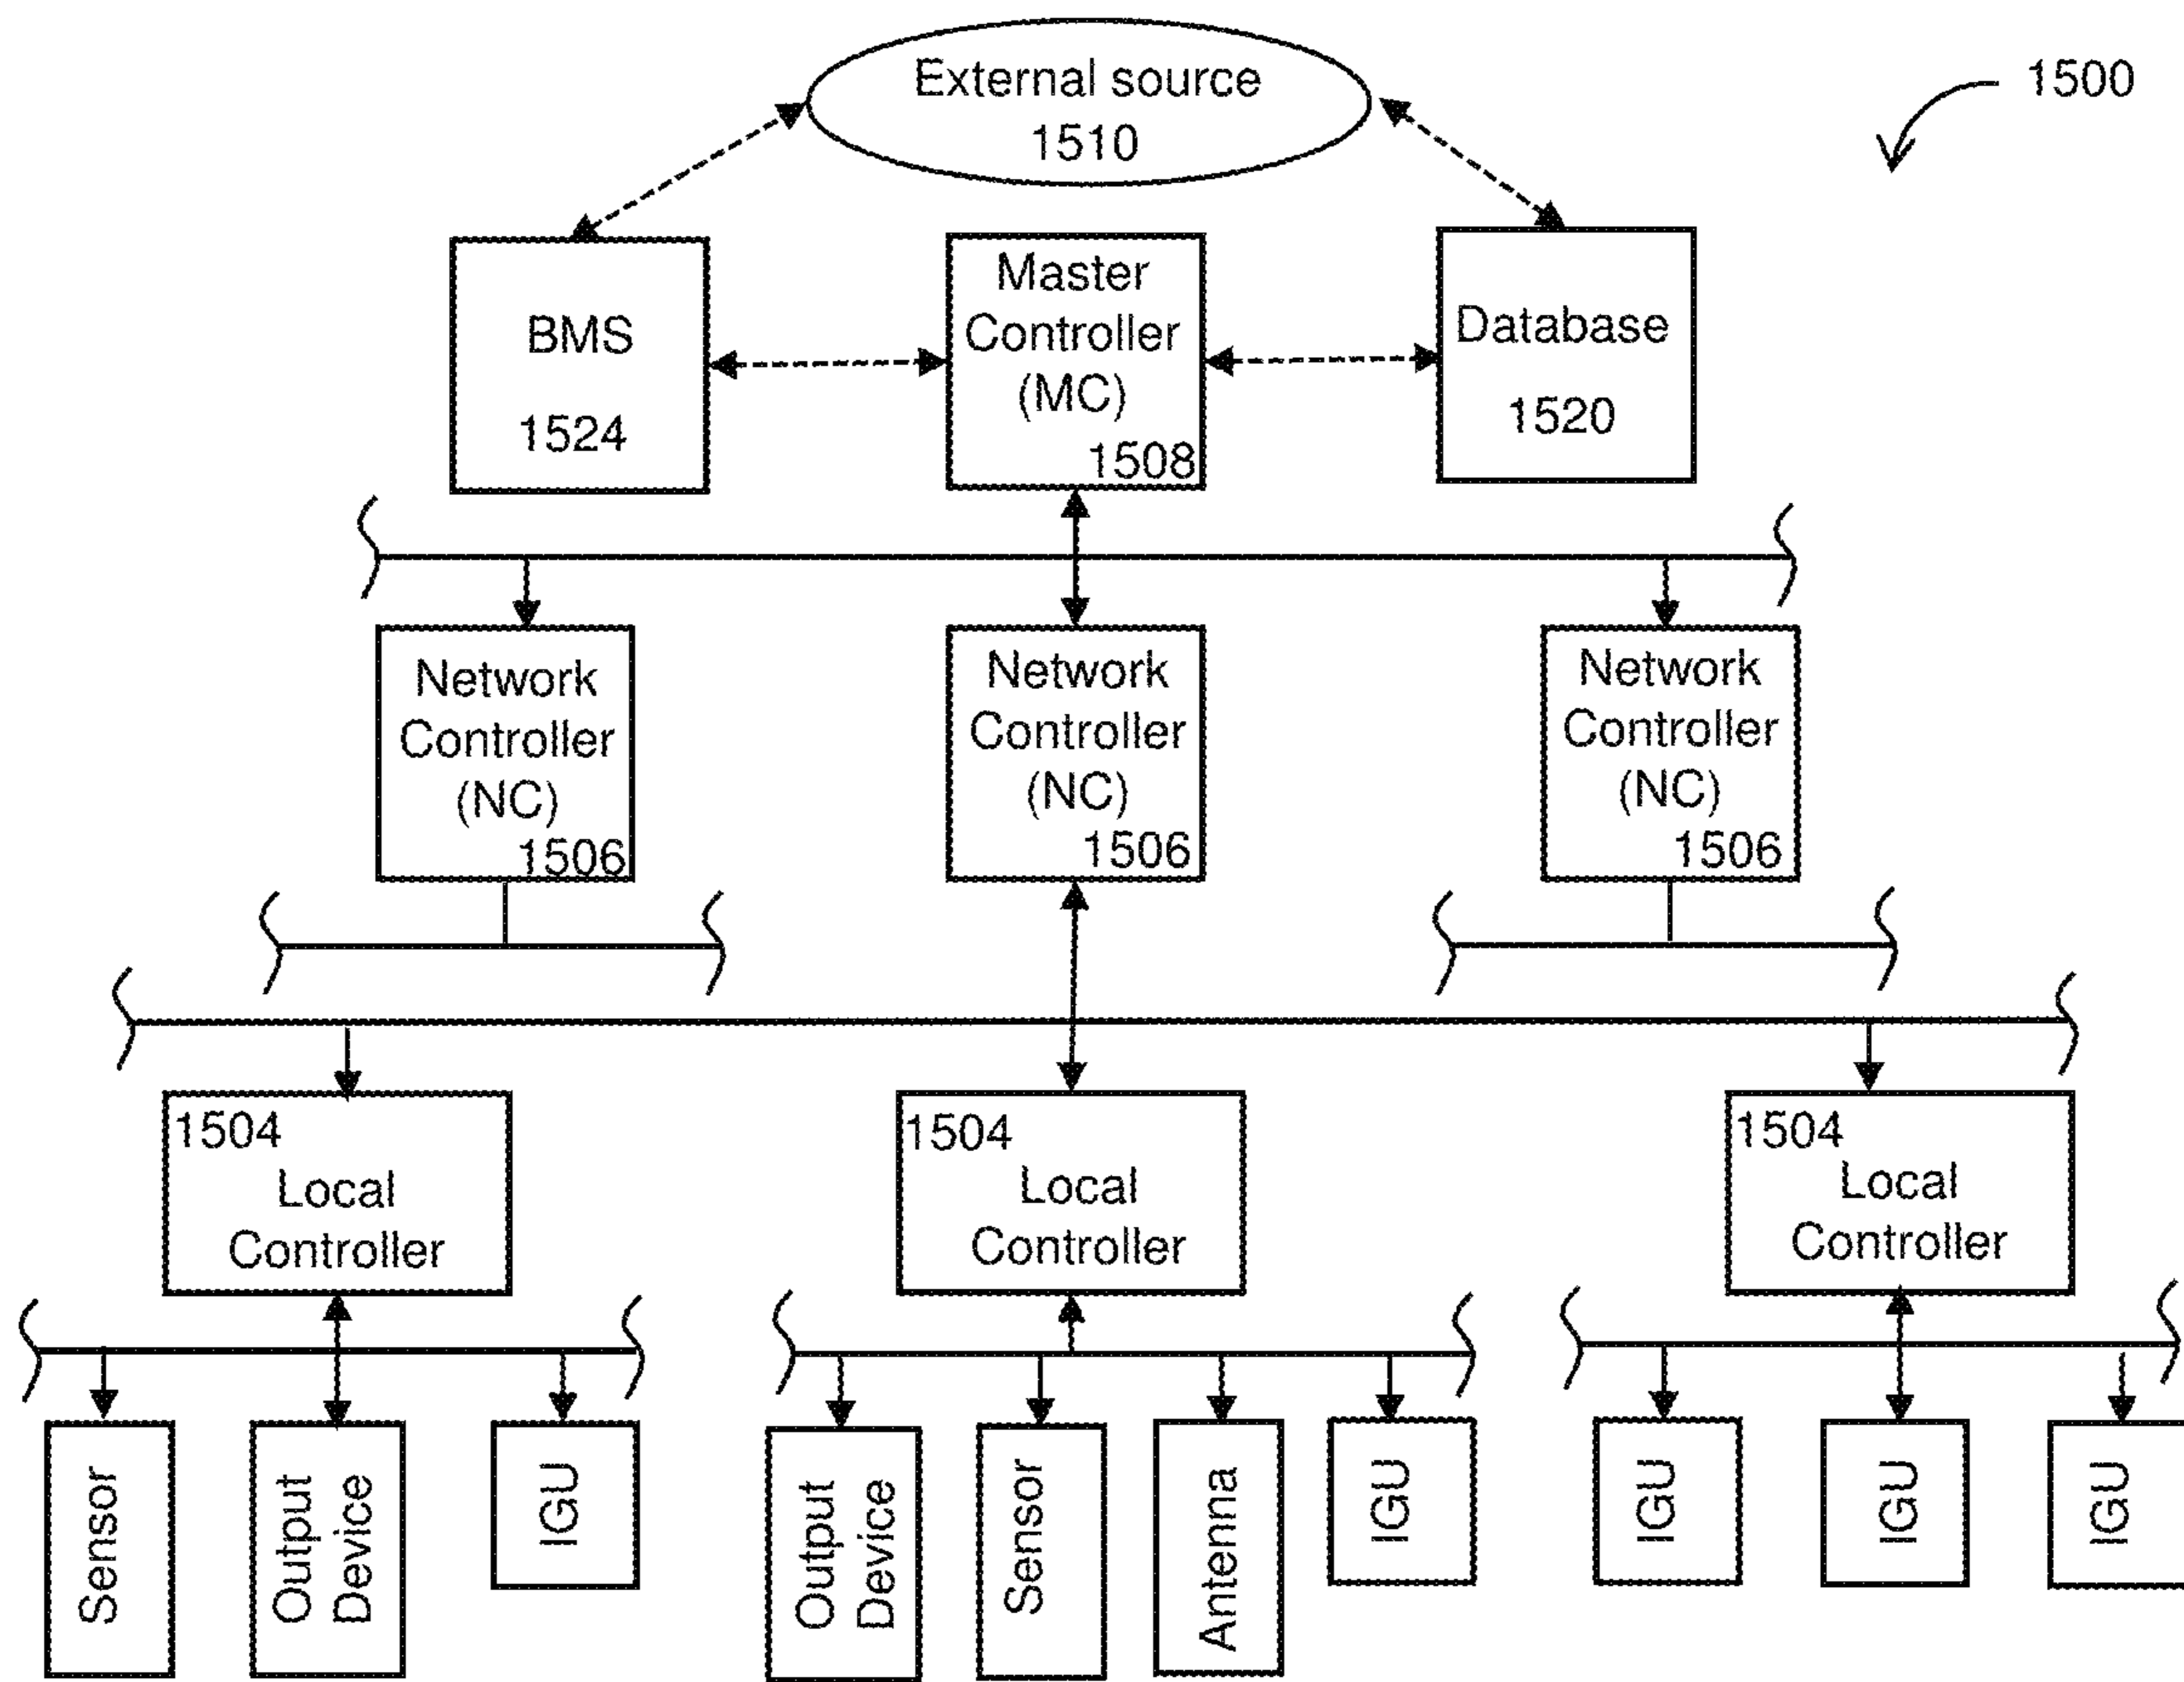 External source
1510
1500
BMS
1524
Master
Controller
(MC)
1508
Database
1520
Network
Controller
(NC)
1506
Network
Controller
(NC)
1506
Network
Controller
(NC)
1506
1504
Local
Controller
1504
Local
Controller
1504
Local
Controller
Sensor
Output
Device
IGU
Output
Device
Sensor
Antenna
IGU
IGU
IGU
IGU